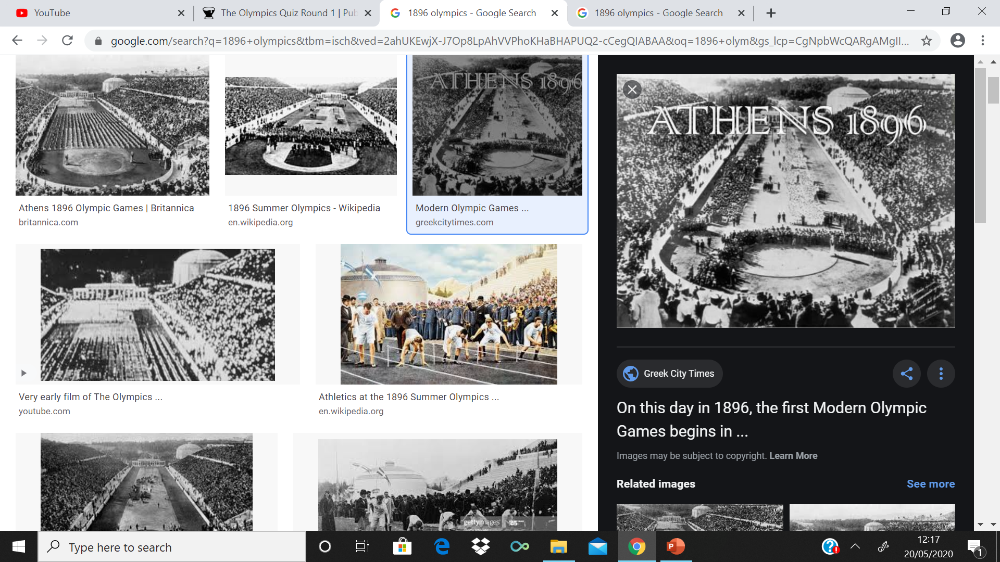 YouTube
The Olympics Quiz Round 1 | Pub
1896 olympics - Google Search
1896 olympics - Google Search
google.com/search?q=1896+olympics&tbm=isch&ved=2ahUKEwjX-J7Op8LpAhVVPhoKHaBHAPUQ2-cCegQIABAA&oq=1896+olym&gs_lcp=CgNpbWcQARgAMgII...
ATHENS 1896
Athens 1896 Olympic Games | Britannica
britannica.com
1896 Summer Olympics - Wikipedia
en.wikipedia.org
Modern Olympic Games ...
greekcitytimes.com
Very early film of The Olympics ...
youtube.com
Athletics at the 1896 Summer Olympics ...
en.wikipedia.org
gettyimages
ATHENS 1896
Greek City Times
On this day in 1896, the first Modern Olympic
Games begins in ...
Images may be subject to copyright. Learn More
Related images
See more
Type here to search
P
12:17
20/05/2020
1